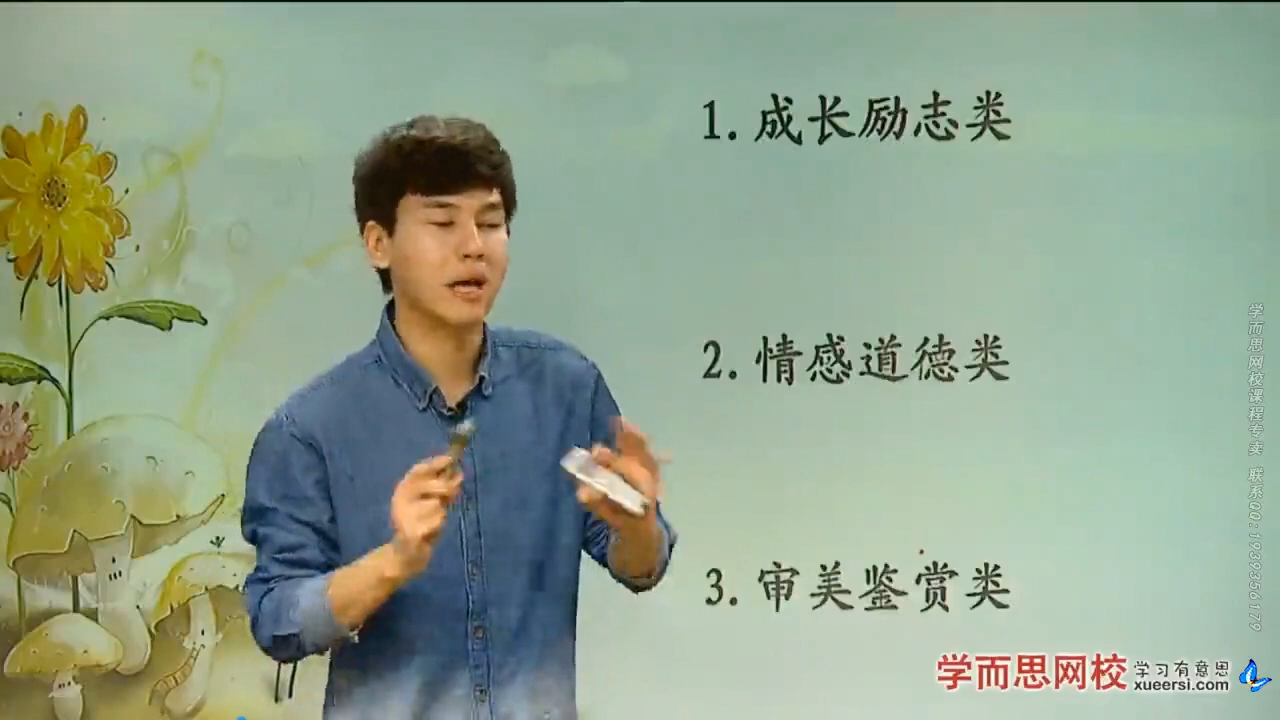 1. 成长励志类
2. 情感道德类
3. 审美鉴赏类
学而思网校课程专卖 联系QQ:1939356179
学而思网校
学习有意思
xueersi.com